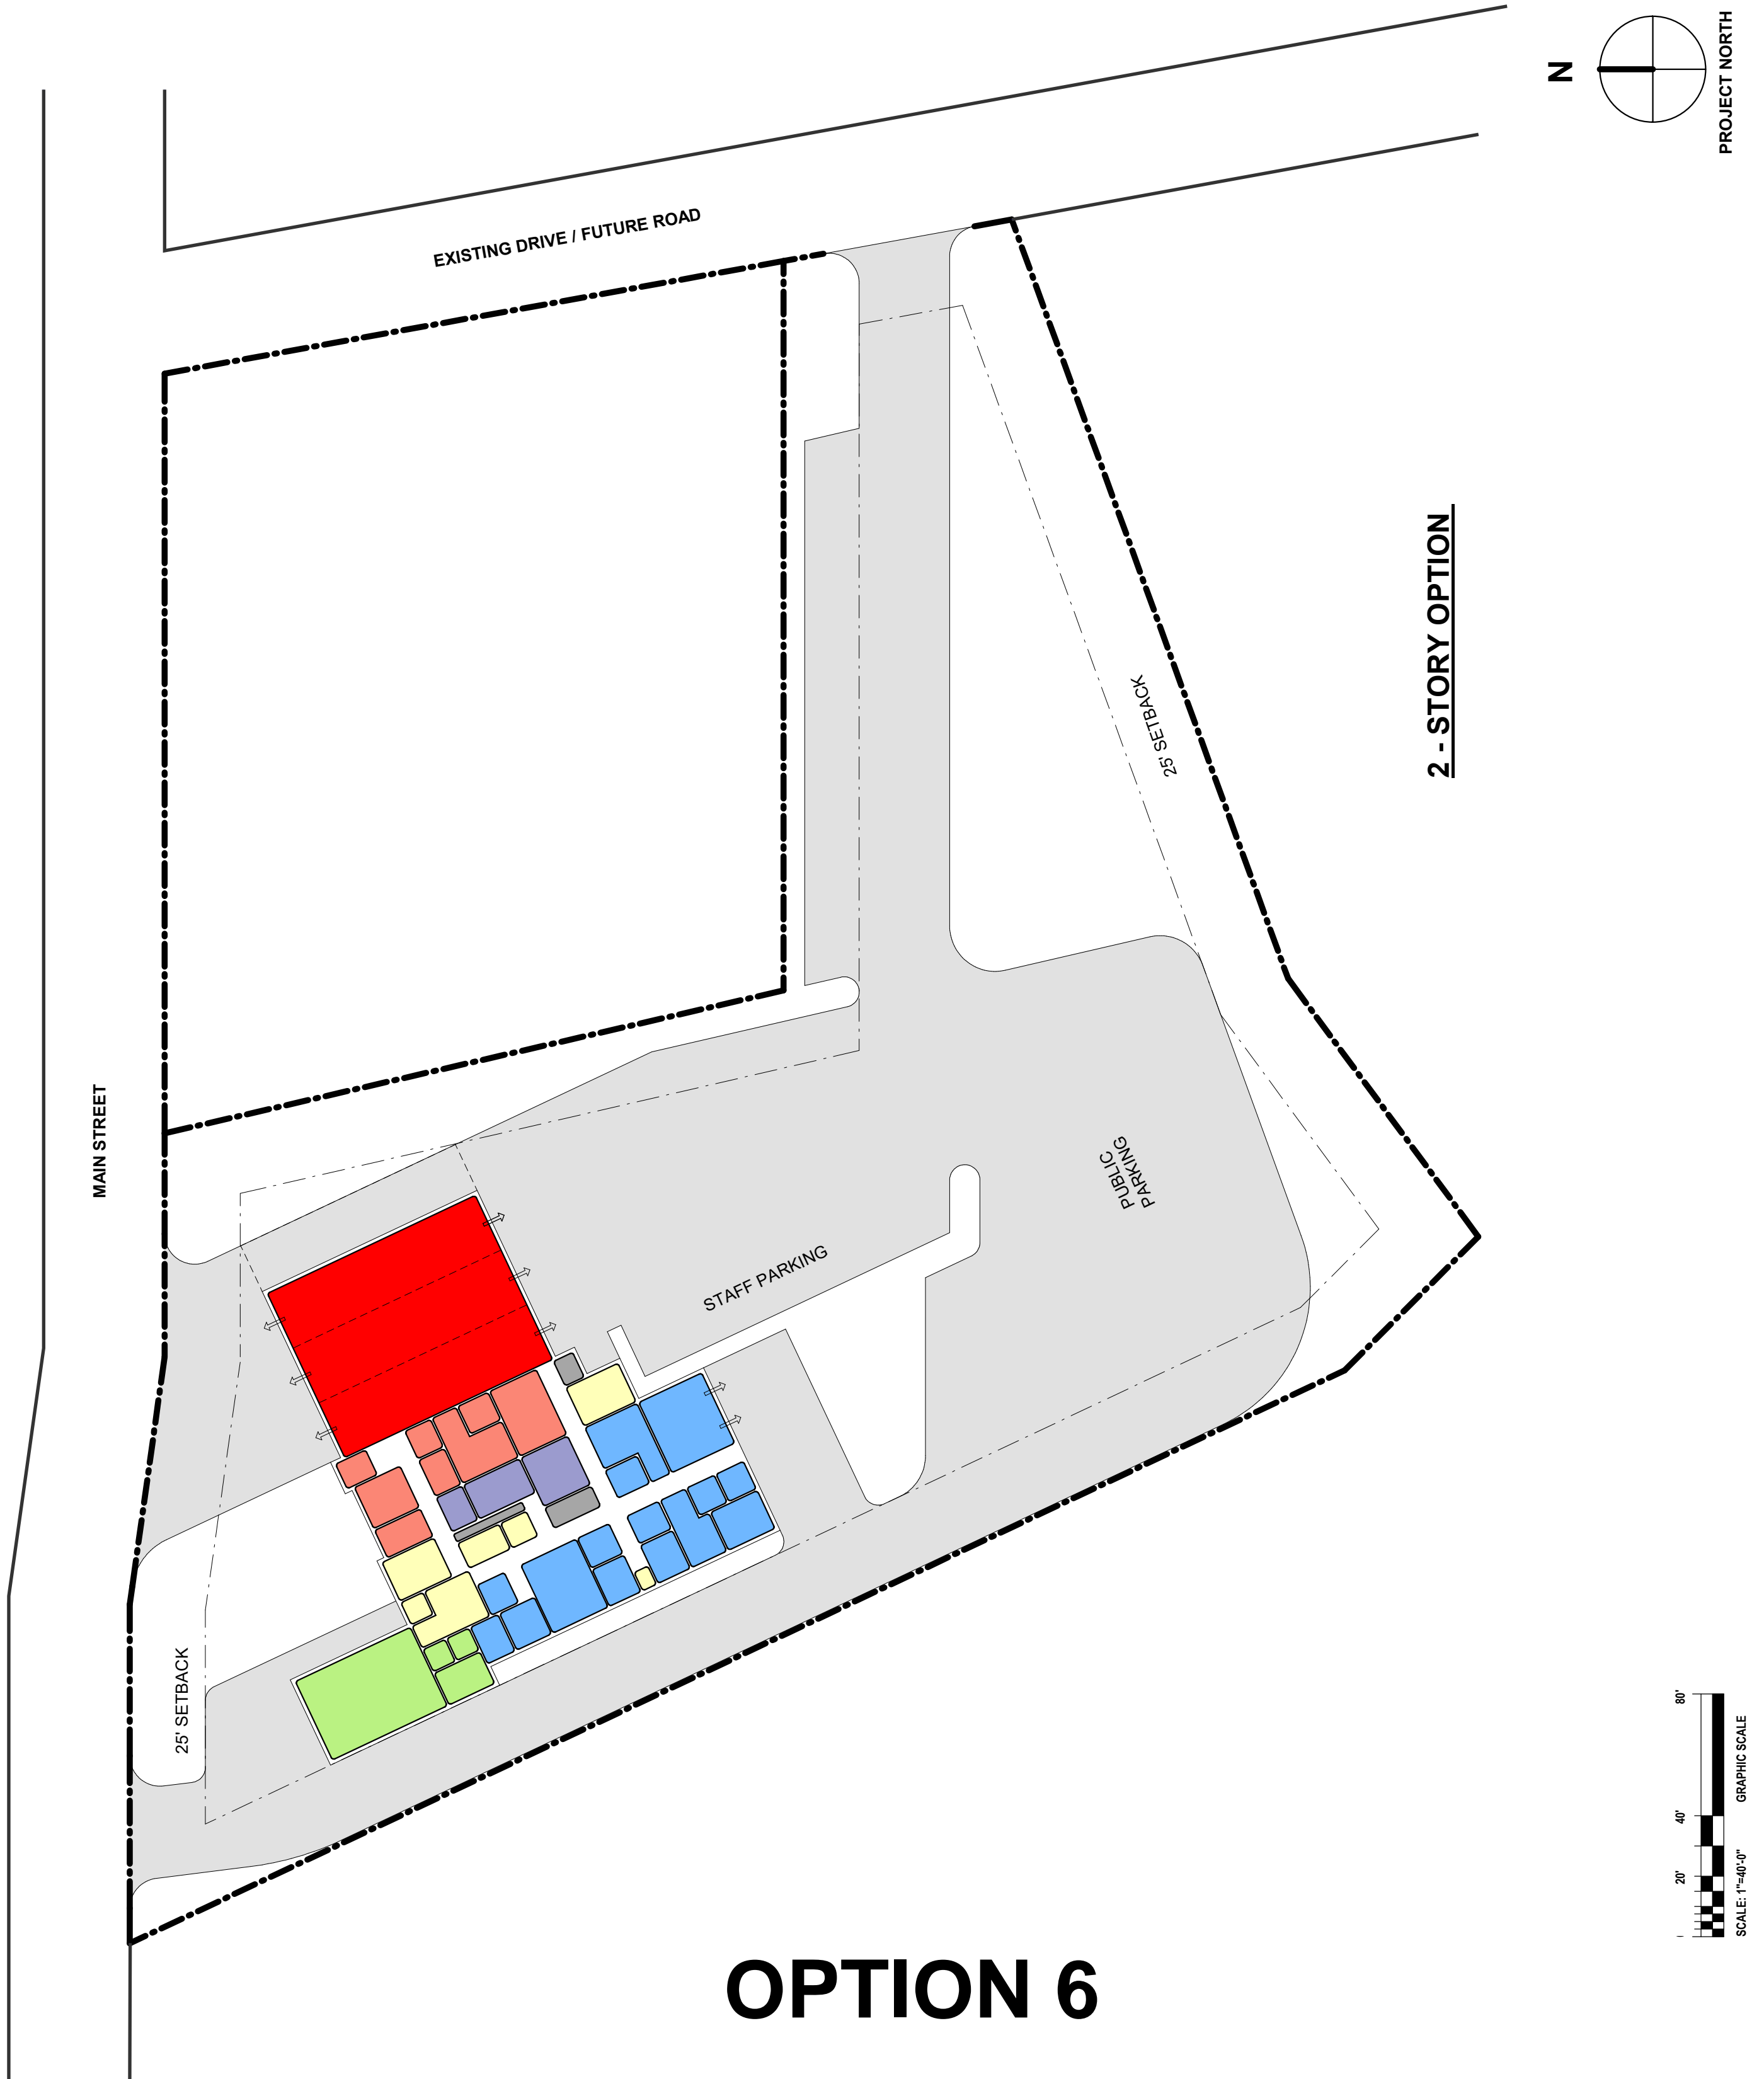 N
PROJECT NORTH
EXISTING DRIVE / FUTURE ROAD
2 - STORY OPTION
25' SETBACK
MAIN STREET
PUBLIC
PARKING
STAFF PARKING
25' SETBACK
80'
40'
20'
GRAPHIC SCALE
SCALE: 1"=40'-0"
OPTION 6